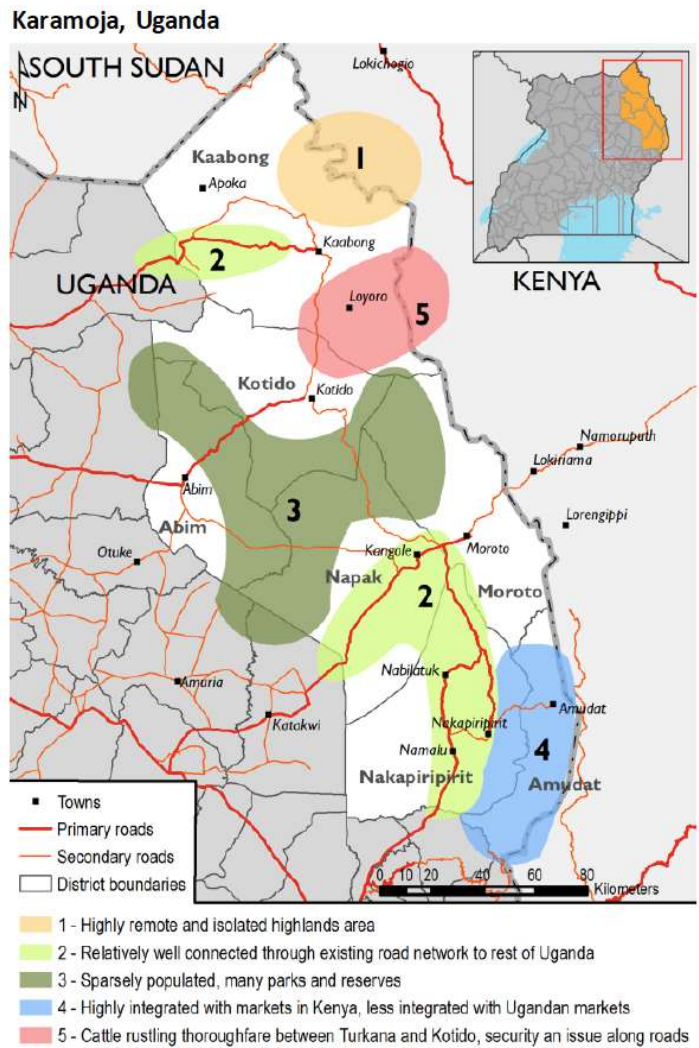 Karamoja, Uganda
SOUTH SUDAN
N
Lokichogio
Kaabong
1
Apoka
Kaabong
2
UGANDA
KENYA
Loyoro
5
Kotido
Kotido
Namoruputh
Lokiriama
Abim
3
Lorengippi
Abim
Moroto
Otuke
Kangole
Napak
2
Moroto
Nabilatuk
Amuria
Amudat
Katakwi
Nakapiripirit
4
Namalu
Nakapiripirit
Amudat
Towns
Primary roads
Secondary roads
District boundaries
0 20 40 60 80
Kilometers
1 - Highly remote and isolated highlands area
2 - Relatively well connected through existing road network to rest of Uganda
3 - Sparsely populated, many parks and reserves
4 - Highly integrated with markets in Kenya, less integrated with Ugandan markets
5 - Cattle rustling thoroughfare between Turkana and Kotido, security an issue along roads